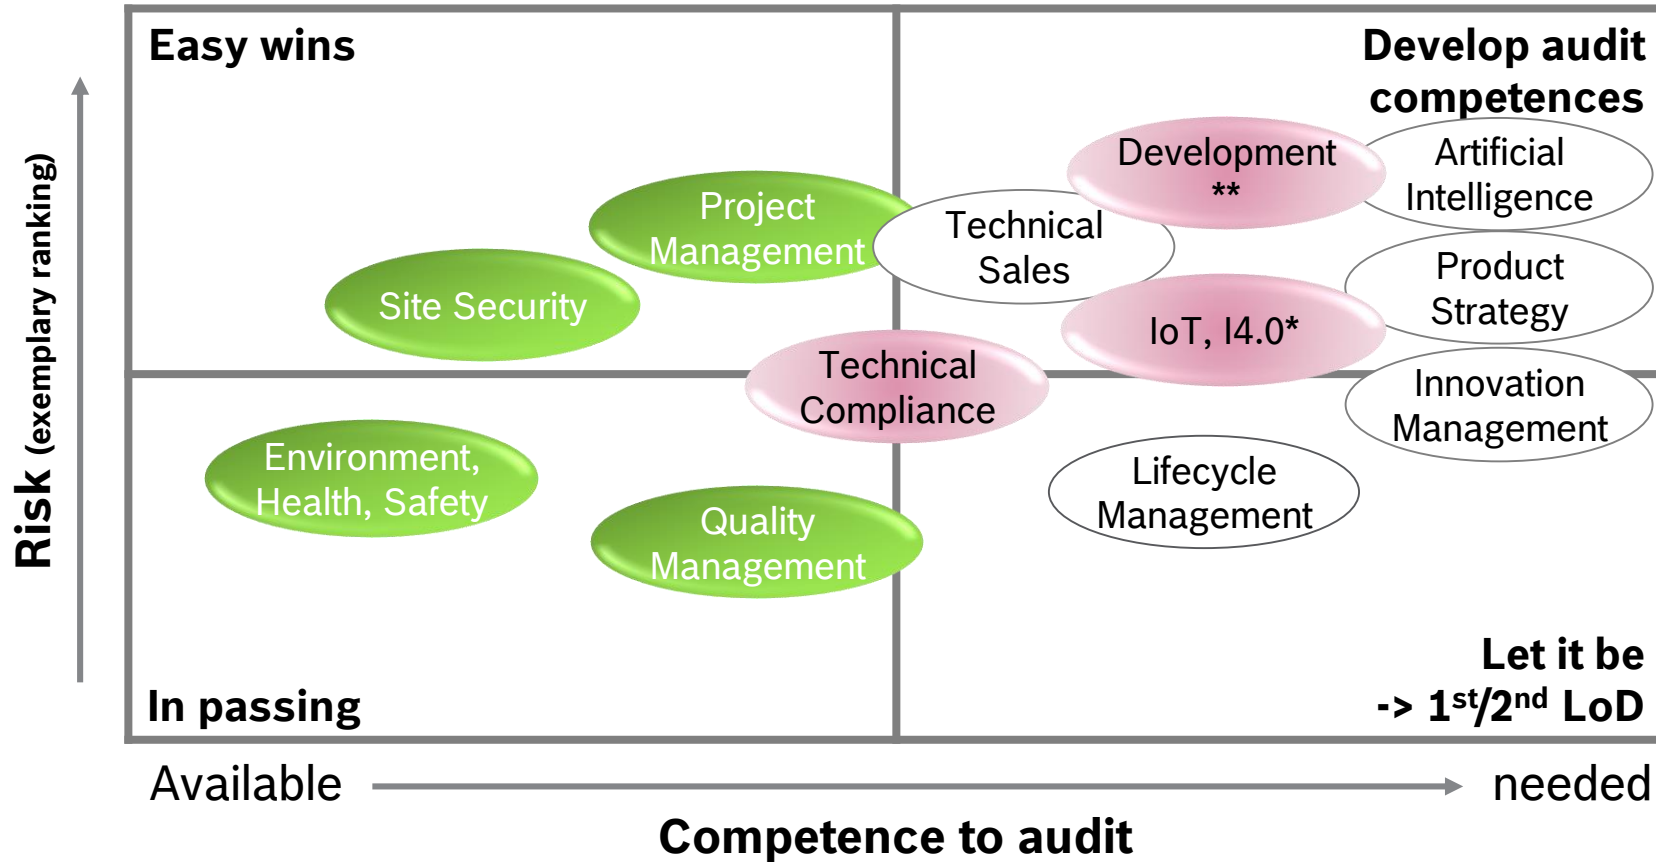 Easy wins
Develop audit
competences
Risk (exemplary ranking)
Development
**
Artificial
Intelligence
Project
Management
Technical
Sales
Product
Strategy
Site Security
IoT, I4.0*
Technical
Compliance
Innovation
Management
Environment,
Health, Safety
Lifecycle
Management
Quality
Management
In passing
Let it be
-> 1st/2nd LoD
Available
needed
Competence to audit